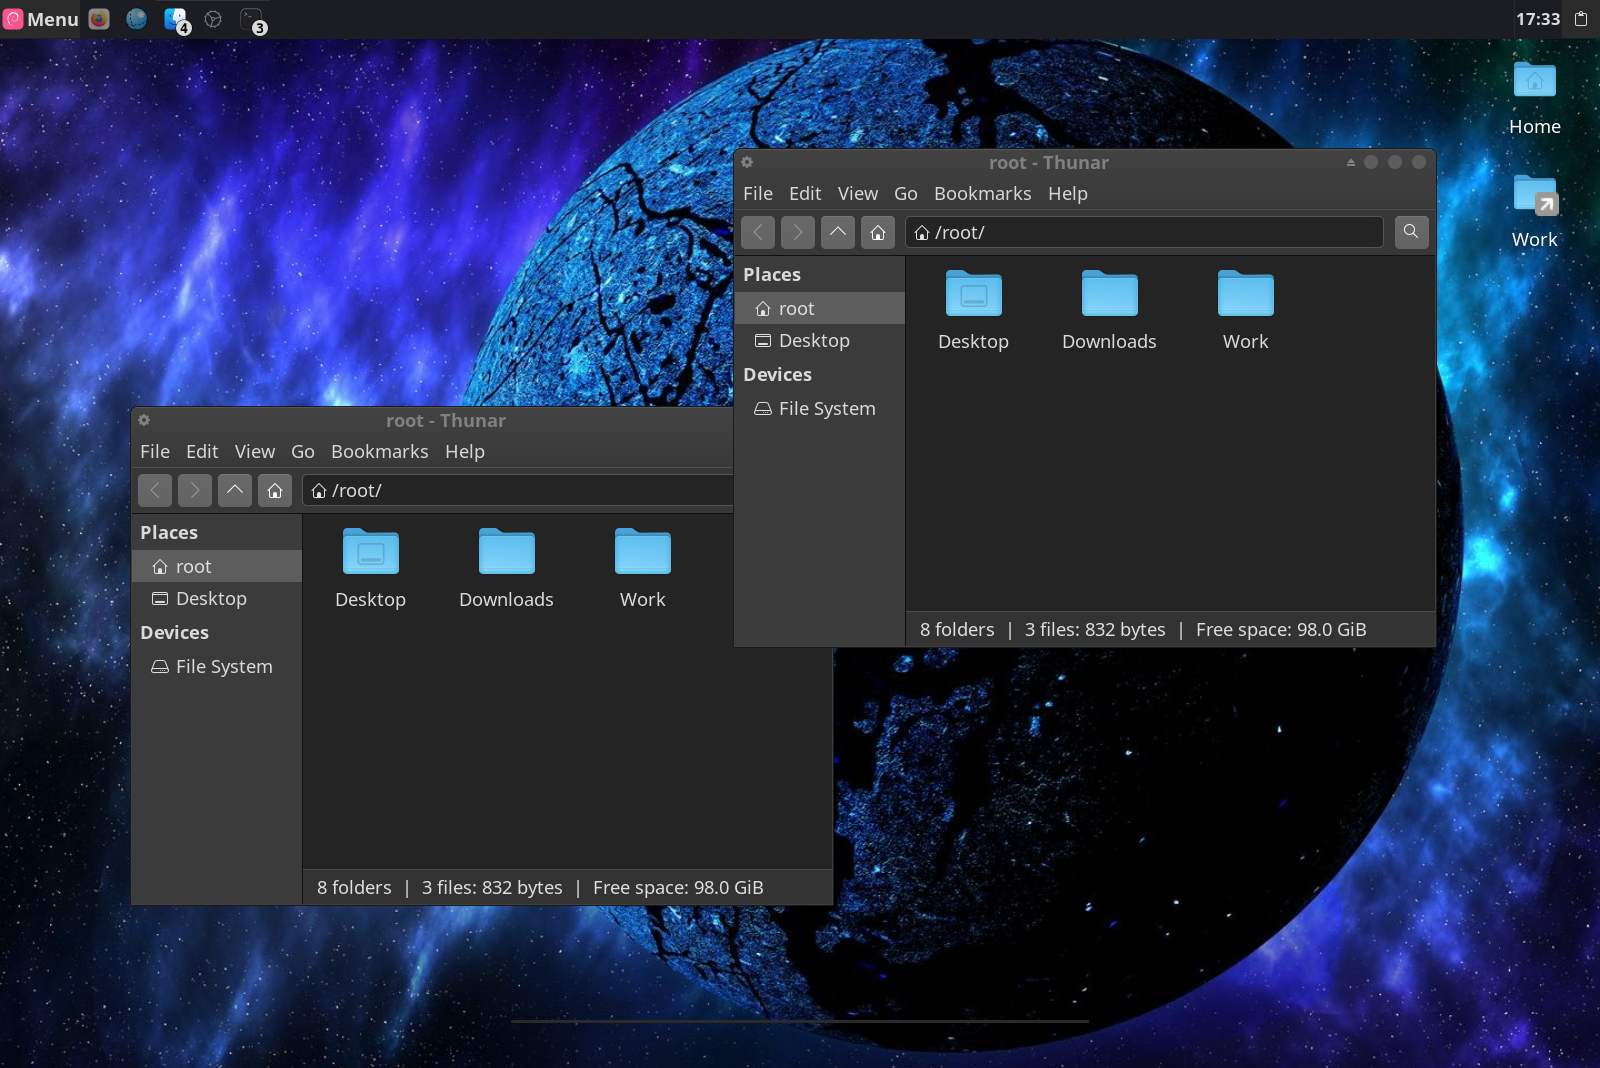 Menu
4
3
17:33
Home
Work
root - Thunar
File Edit View Go Bookmarks Help
/root/
Places
root
Desktop
Devices
File System
Desktop Downloads Work
8 folders | 3 files: 832 bytes | Free space: 98.0 GiB
root - Thunar
File Edit View Go Bookmarks Help
/root/
Places
root
Desktop
Devices
File System
Desktop Downloads Work
8 folders | 3 files: 832 bytes | Free space: 98.0 GiB